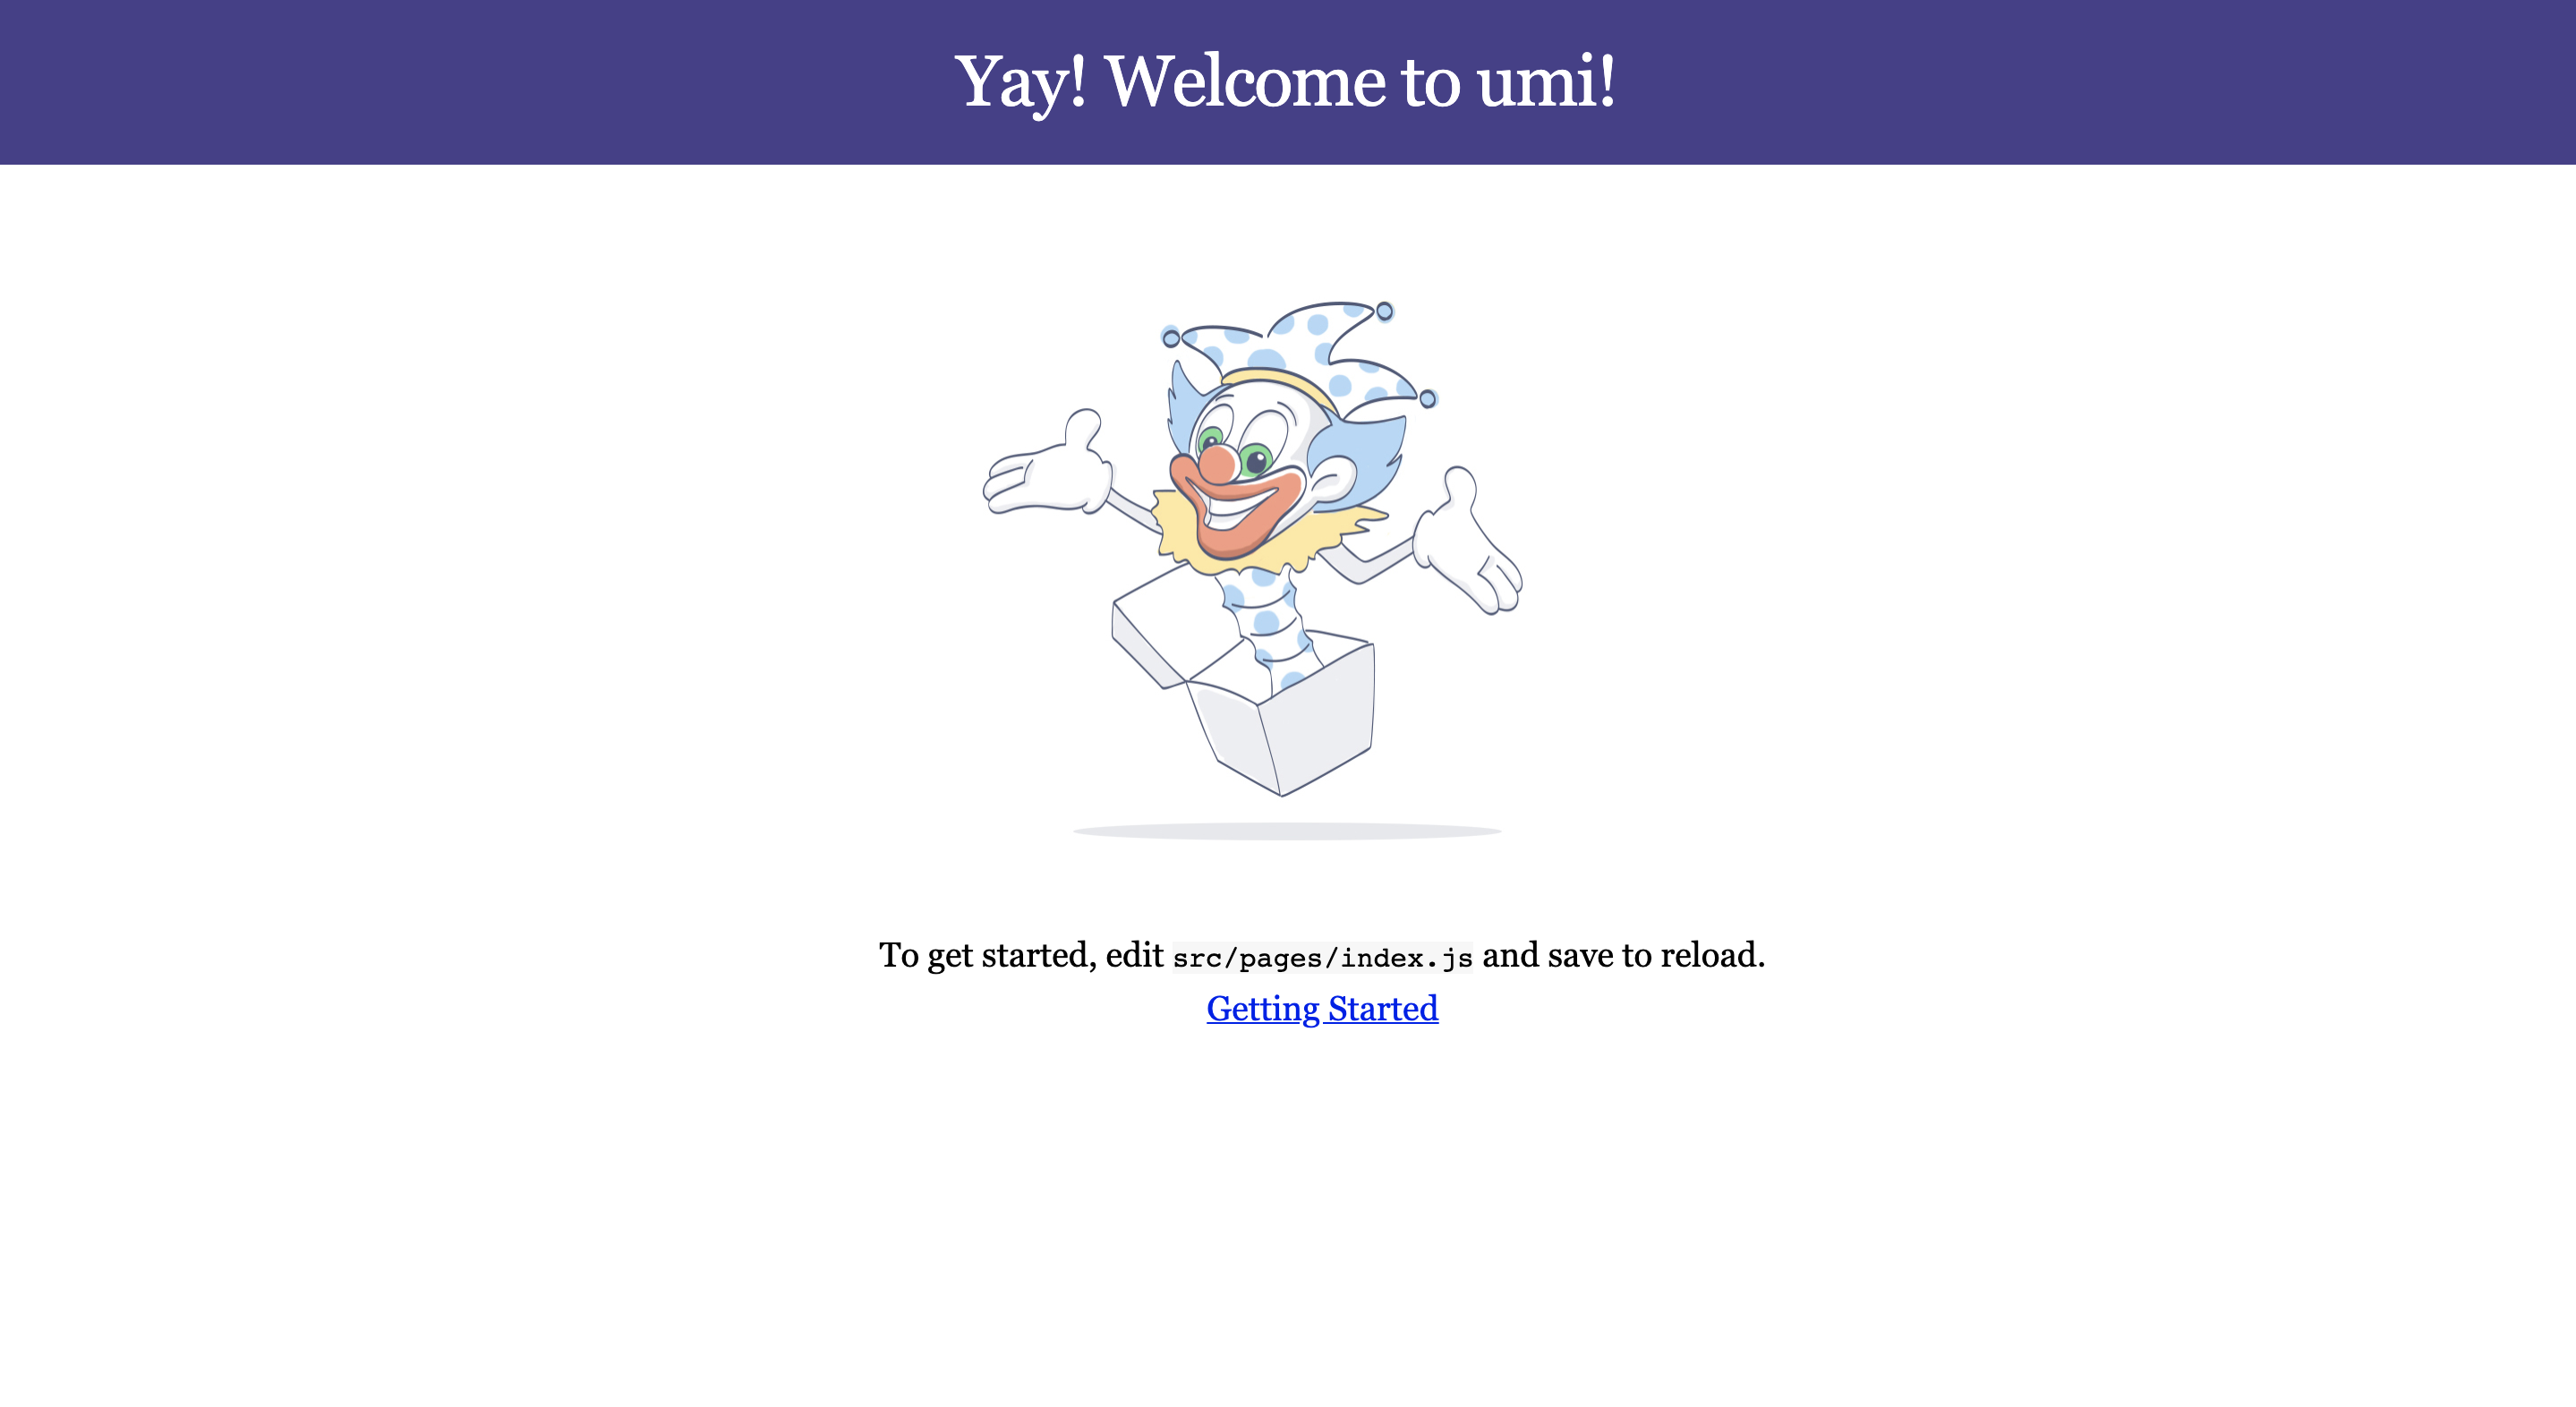 Yay! Welcome to umi!
To get started, edit src/pages/index.js and save to reload.
Getting Started